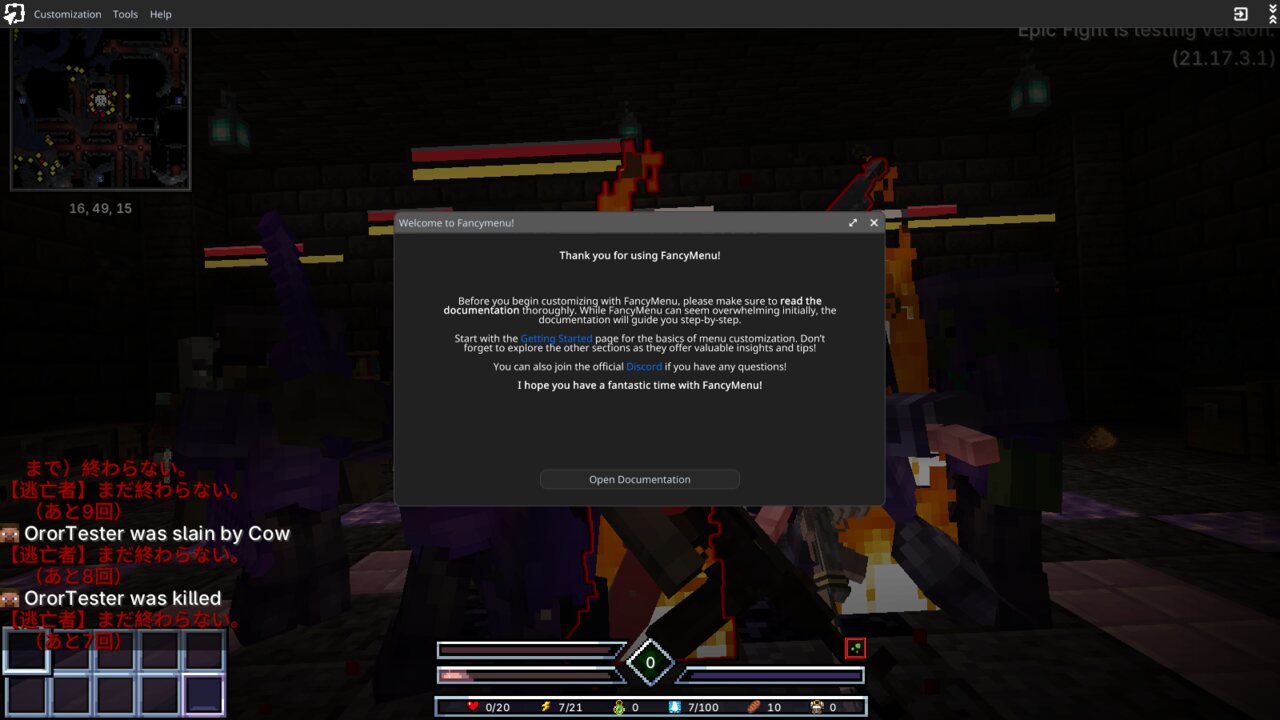 Customization Tools Help
Epic Fight is testing version.
(21.17.3.1)
W
E
S
16, 49, 15
Welcome to Fancymenu!
Thank you for using FancyMenu!
Before you begin customizing with FancyMenu, please make sure to read the
documentation thoroughly. While FancyMenu can seem overwhelming initially, the
documentation will guide you step-by-step.
Start with the Getting Started page for the basics of menu customization. Don't
forget to explore the other sections as they offer valuable insights and tips!
You can also join the official Discord if you have any questions!
I hope you have a fantastic time with FancyMenu!
Open Documentation
まで）終わらない。
【逃亡者】まだ終わらない。
（あと9回）
OrorTester was slain by Cow
【逃亡者】まだ終わらない。
（あと8回）
OrorTester was killed
【逃亡者】まだ終わらない。
（あと7回）
0
0/20 7/21 0 7/100 10 0